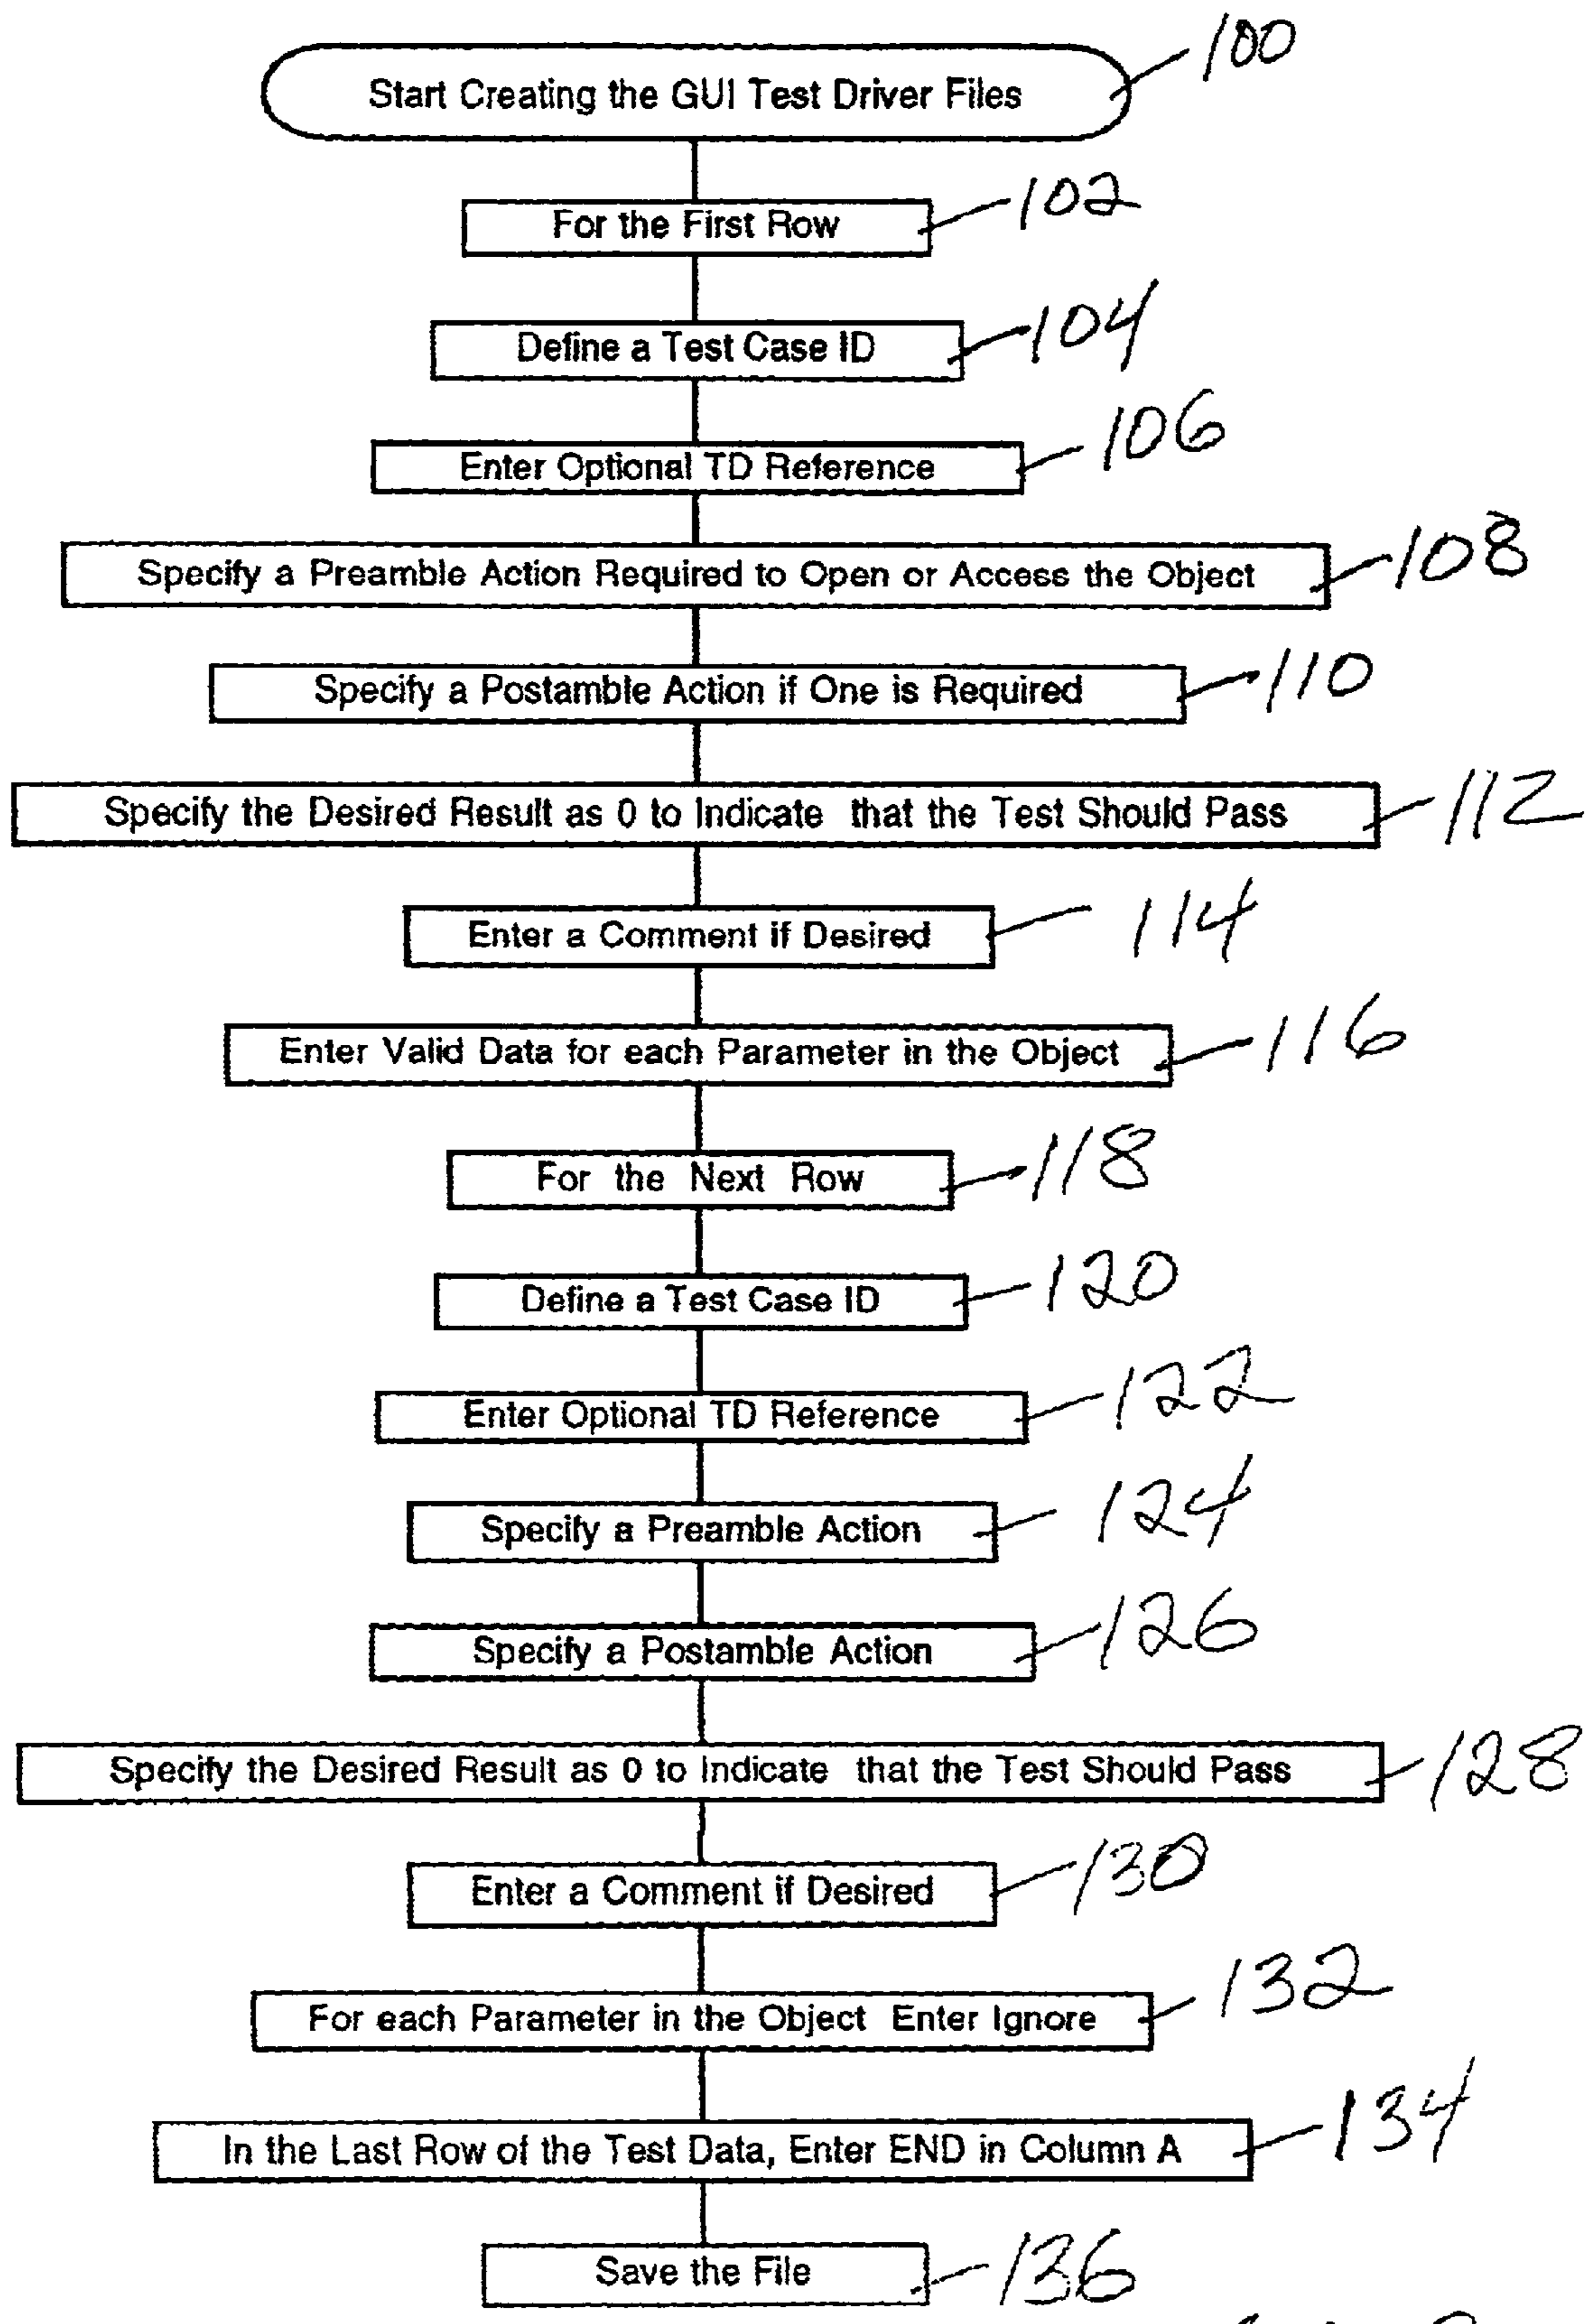 Start Creating the GUI Test Driver Files 100
For the First Row 102
Define a Test Case ID 104
Enter Optional TD Reference 106
Specify a Preamble Action Required to Open or Access the Object 108
Specify a Postamble Action if One is Required 110
Specify the Desired Result as 0 to Indicate that the Test Should Pass 112
Enter a Comment if Desired 114
Enter Valid Data for each Parameter in the Object 116
For the Next Row 118
Define a Test Case ID 120
Enter Optional TD Reference 122
Specify a Preamble Action 124
Specify a Postamble Action 126
Specify the Desired Result as 0 to Indicate that the Test Should Pass 128
Enter a Comment if Desired 130
For each Parameter in the Object Enter Ignore 132
In the Last Row of the Test Data, Enter END in Column A 134
Save the File 136